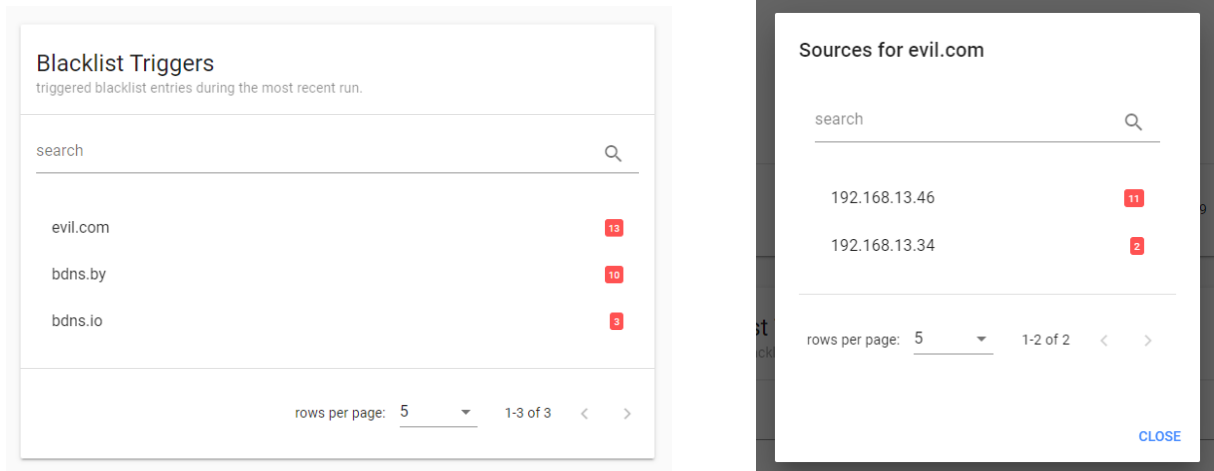 Blacklist Triggers
triggered blacklist entries during the most recent run.
search
evil.com 13
bdns.by 10
bdns.io 3
rows per page: 5 1-3 of 3
Sources for evil.com
search
192.168.13.46 11
192.168.13.34 2
rows per page: 5 1-2 of 2
CLOSE
9
st